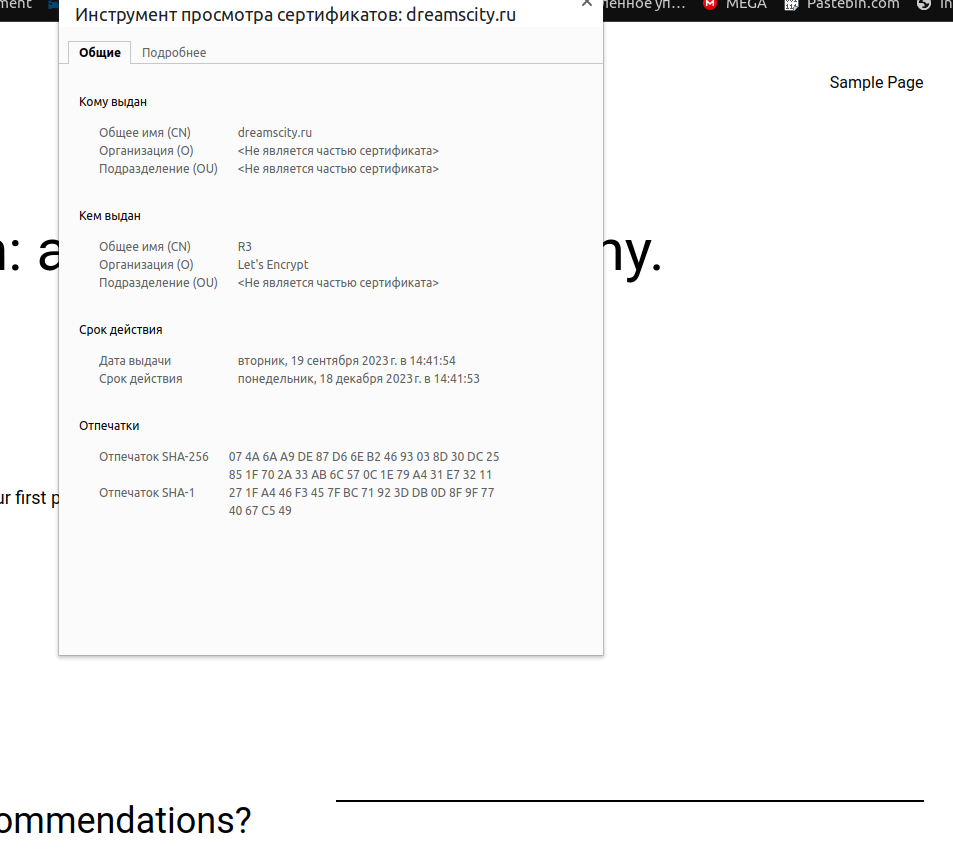 MEGA
Pastebin.com
Инструмент просмотра сертификатов: dreamscity.ru
Общие Подробнее
Sample Page
Кому выдан
Общее имя (CN) dreamscity.ru
Организация (O) <Не является частью сертификата>
Подразделение (OU) <Не является частью сертификата>
Кем выдан
Общее имя (CN) R3
Организация (O) Let's Encrypt
Подразделение (OU) <Не является частью сертификата>
Срок действия
Дата выдачи вторник, 19 сентября 2023 г. в 14:41:54
Срок действия понедельник, 18 декабря 2023 г. в 14:41:53
Отпечатки
Отпечаток SHA-256 07 4A 6A A9 DE 87 D6 6E B2 46 93 03 8D 30 DC 25
85 1F 70 2A 33 AB 6C 57 0C 1E 79 A4 31 E7 32 11
Отпечаток SHA-1 27 1F A4 46 F3 45 7F BC 71 92 3D DB 0D 8F 9F 77
40 67 C5 49
ur first p
ommendations?